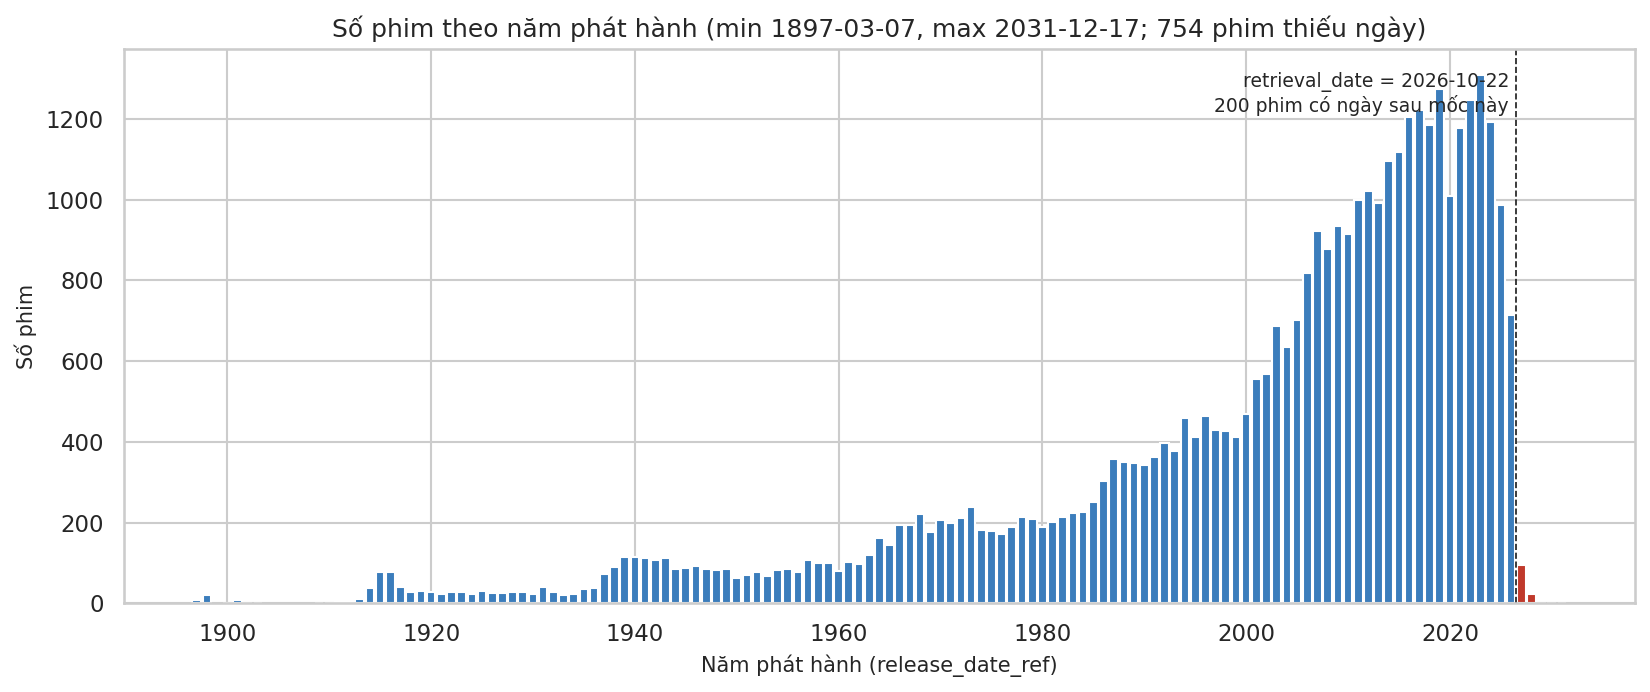 Số phim theo năm phát hành (min 1897-03-07, max 2031-12-17; 754 phim thiếu ngày)
retrieval_date = 2026-10-22
200 phim có ngày sau mốc này
1200
1000
800
600
400
200
0
Số phim
1900 1920 1940 1960 1980 2000 2020
Năm phát hành (release_date_ref)